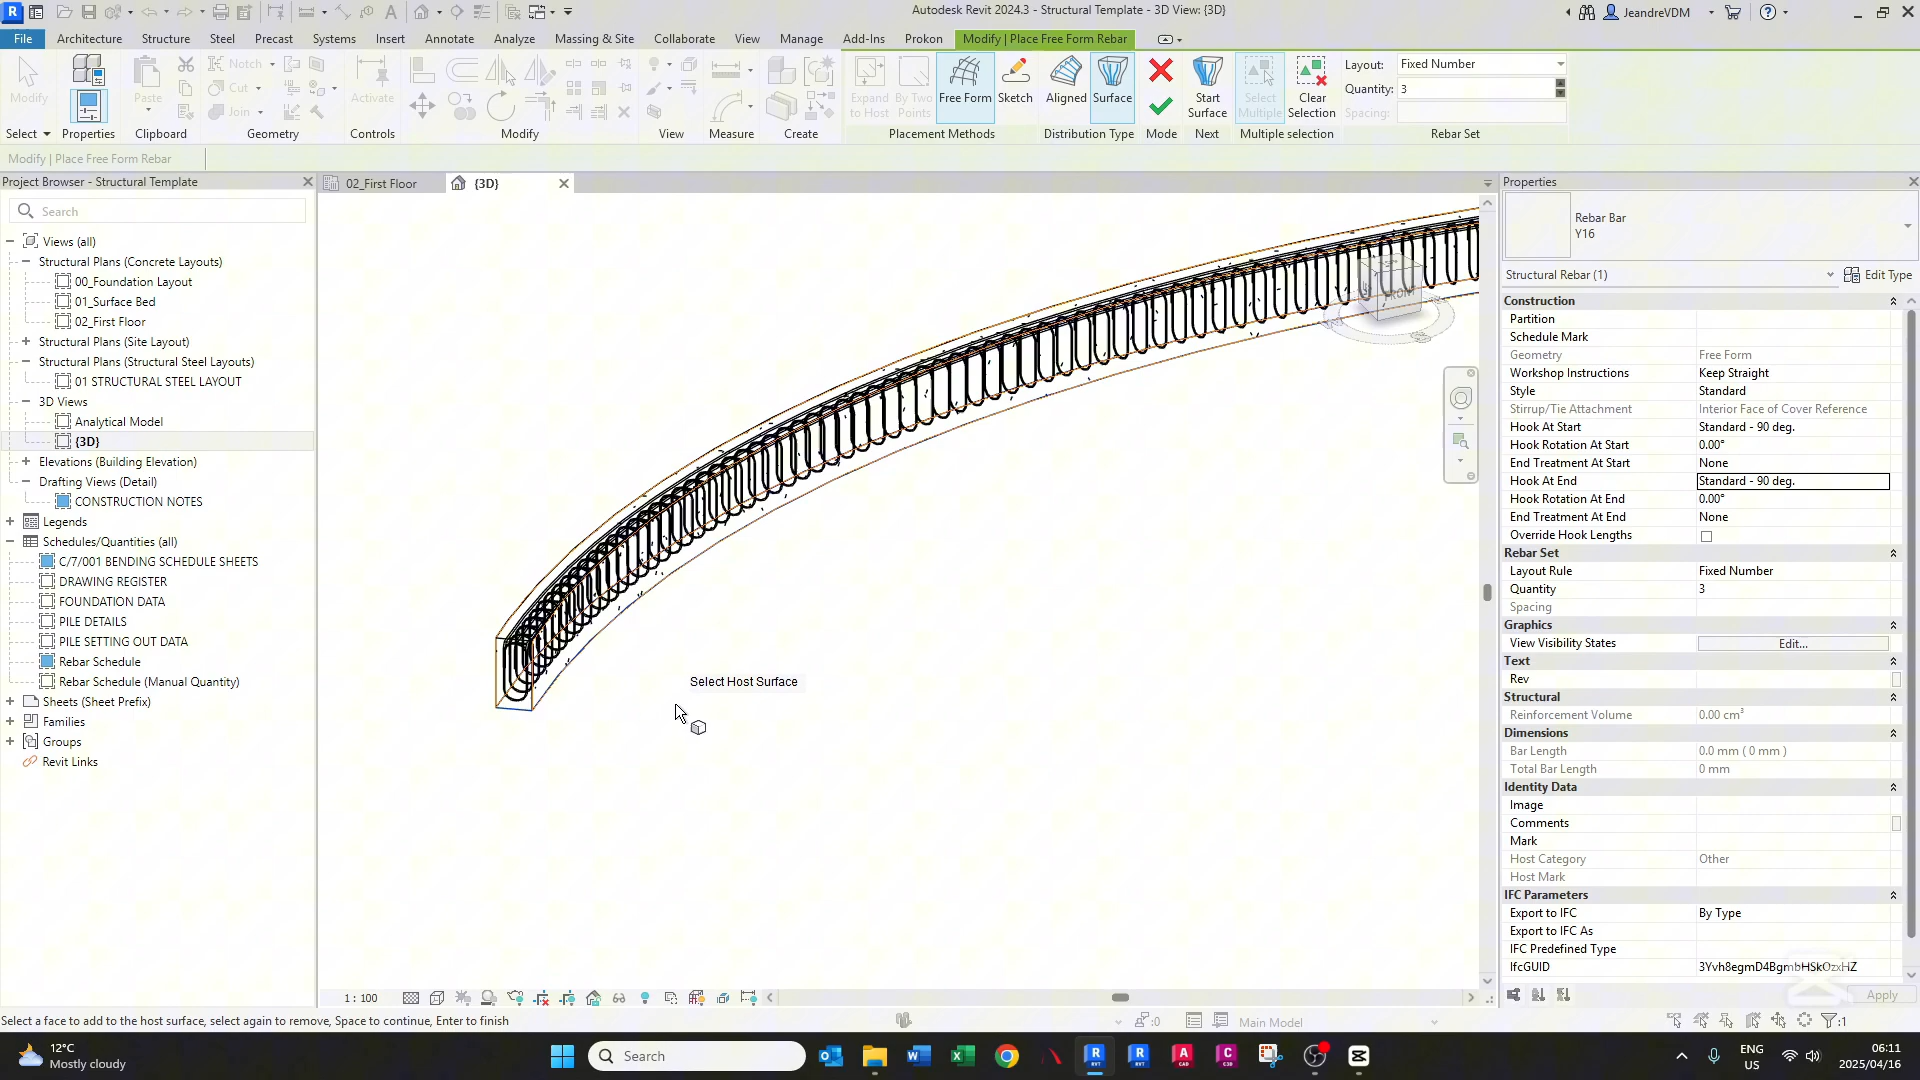 Autodesk Revit 2024.3 - Structural Template - 3D View: {3D}
JeandreVDM
File Architecture Structure Steel Precast Systems Insert Annotate Analyze Massing & Site Collaborate View Manage Add-Ins Prokon Modify | Place Free Form Rebar
Modify Paste Notch Cut Join Activate
Expand to Host By Two Points Free Form Sketch Aligned Surface Start Surface Select Multiple Clear Selection
Layout: Fixed Number
Quantity: 3
Spacing:
Select Properties Clipboard Geometry Controls Modify View Measure Create Placement Methods Distribution Type Mode Next Multiple selection Rebar Set
Modify | Place Free Form Rebar
Project Browser - Structural Template
Search
Views (all)
Structural Plans (Concrete Layouts)
00_Foundation Layout
01_Surface Bed
02_First Floor
Structural Plans (Site Layout)
Structural Plans (Structural Steel Layouts)
01 STRUCTURAL STEEL LAYOUT
3D Views
Analytical Model
{3D}
Elevations (Building Elevation)
Drafting Views (Detail)
CONSTRUCTION NOTES
Legends
Schedules/Quantities (all)
C/7/001 BENDING SCHEDULE SHEETS
DRAWING REGISTER
FOUNDATION DATA
PILE DETAILS
PILE SETTING OUT DATA
Rebar Schedule
Rebar Schedule (Manual Quantity)
Sheets (Sheet Prefix)
Families
Groups
Revit Links
02_First Floor {3D}
FRONT
Select Host Surface
1 : 100
Properties
Rebar Bar
Y16
Structural Rebar (1) Edit Type
Construction
Partition
Schedule Mark
Geometry Free Form
Workshop Instructions Keep Straight
Style Standard
Stirrup/Tie Attachment Interior Face of Cover Reference
Hook At Start Standard - 90 deg.
Hook Rotation At Start 0.00°
End Treatment At Start None
Hook At End Standard - 90 deg.
Hook Rotation At End 0.00°
End Treatment At End None
Override Hook Lengths
Rebar Set
Layout Rule Fixed Number
Quantity 3
Spacing
Graphics
View Visibility States Edit...
Text
Rev
Structural
Reinforcement Volume 0.00 cm³
Dimensions
Bar Length 0.0 mm ( 0 mm )
Total Bar Length 0 mm
Identity Data
Image
Comments
Mark
Host Category Other
Host Mark
IFC Parameters
Export to IFC By Type
Export to IFC As
IFC Predefined Type
IfcGUID 3Yvh8egmD4BgmbHSkOzxHZ
Apply
Select a face to add to the host surface, select again to remove, Space to continue, Enter to finish
:0
Main Model
:1
12°C
Mostly cloudy
Search
ENG
US
06:11
2025/04/16